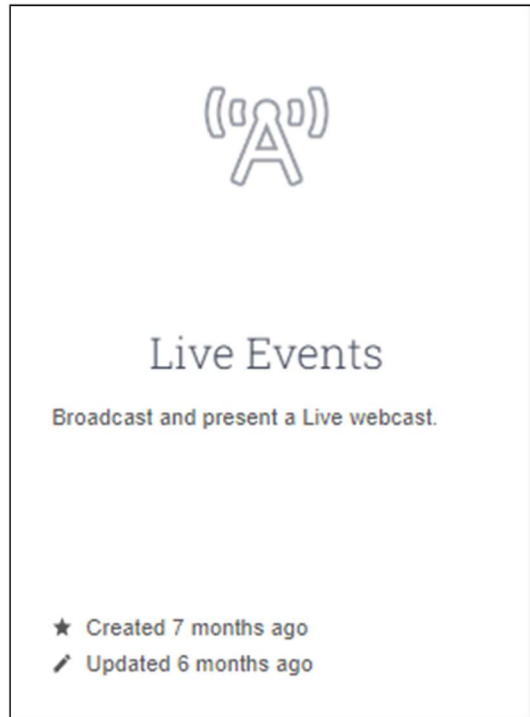 Live Events
Broadcast and present a Live webcast.
Created 7 months ago
Updated 6 months ago